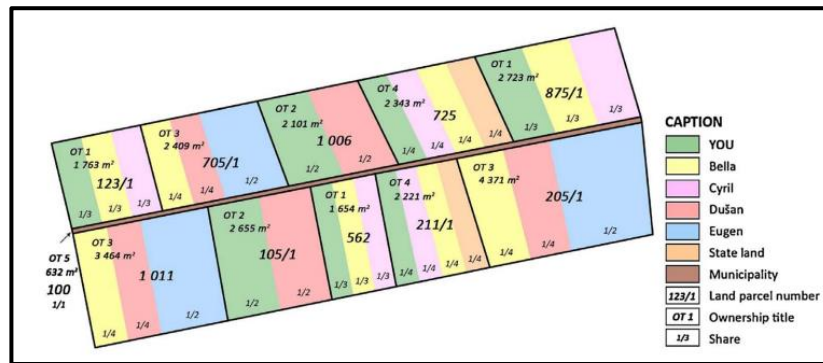 OT 1
1 763 m²
123/1
1/3
1/3
1/3
OT 3
2 409 m²
705/1
1/4
1/4
1/2
OT 2
2 101 m²
1 006
1/2
1/2
OT 4
2 343 m²
725
1/4
1/4
1/4
1/4
OT 1
2 723 m²
875/1
1/3
1/3
1/3
OT 5
632 m²
100
1/1
OT 3
3 464 m²
1 011
1/4
1/4
1/2
OT 2
2 655 m²
105/1
1/2
1/2
OT 1
1 654 m²
562
1/3
1/3
1/3
OT 4
2 221 m²
211/1
1/4
1/4
1/4
1/4
OT 3
4 371 m²
205/1
1/4
1/4
1/2
CAPTION
YOU
Bella
Cyril
Dušan
Eugen
State land
Municipality
123/1 Land parcel number
OT 1 Ownership title
1/3 Share